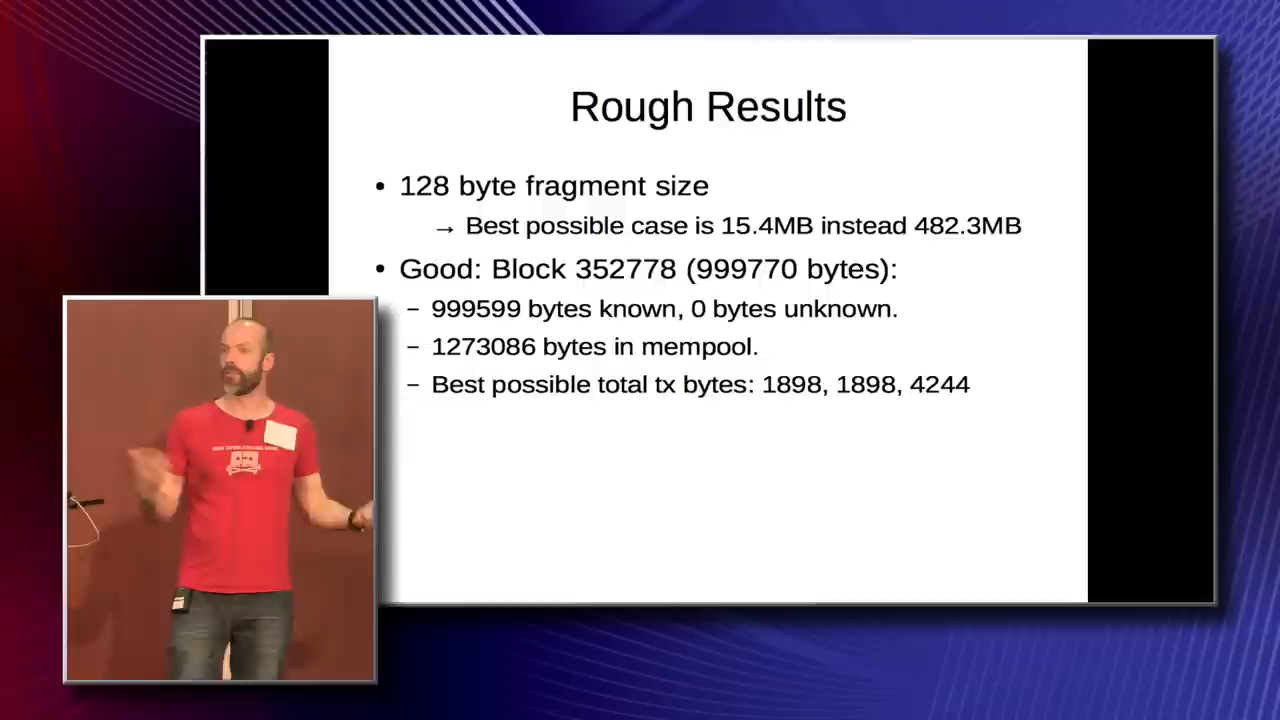 Rough Results
• 128 byte fragment size
→ Best possible case is 15.4MB instead 482.3MB
• Good: Block 352778 (999770 bytes):
– 999599 bytes known, 0 bytes unknown.
– 1273086 bytes in mempool.
– Best possible total tx bytes: 1898, 1898, 4244